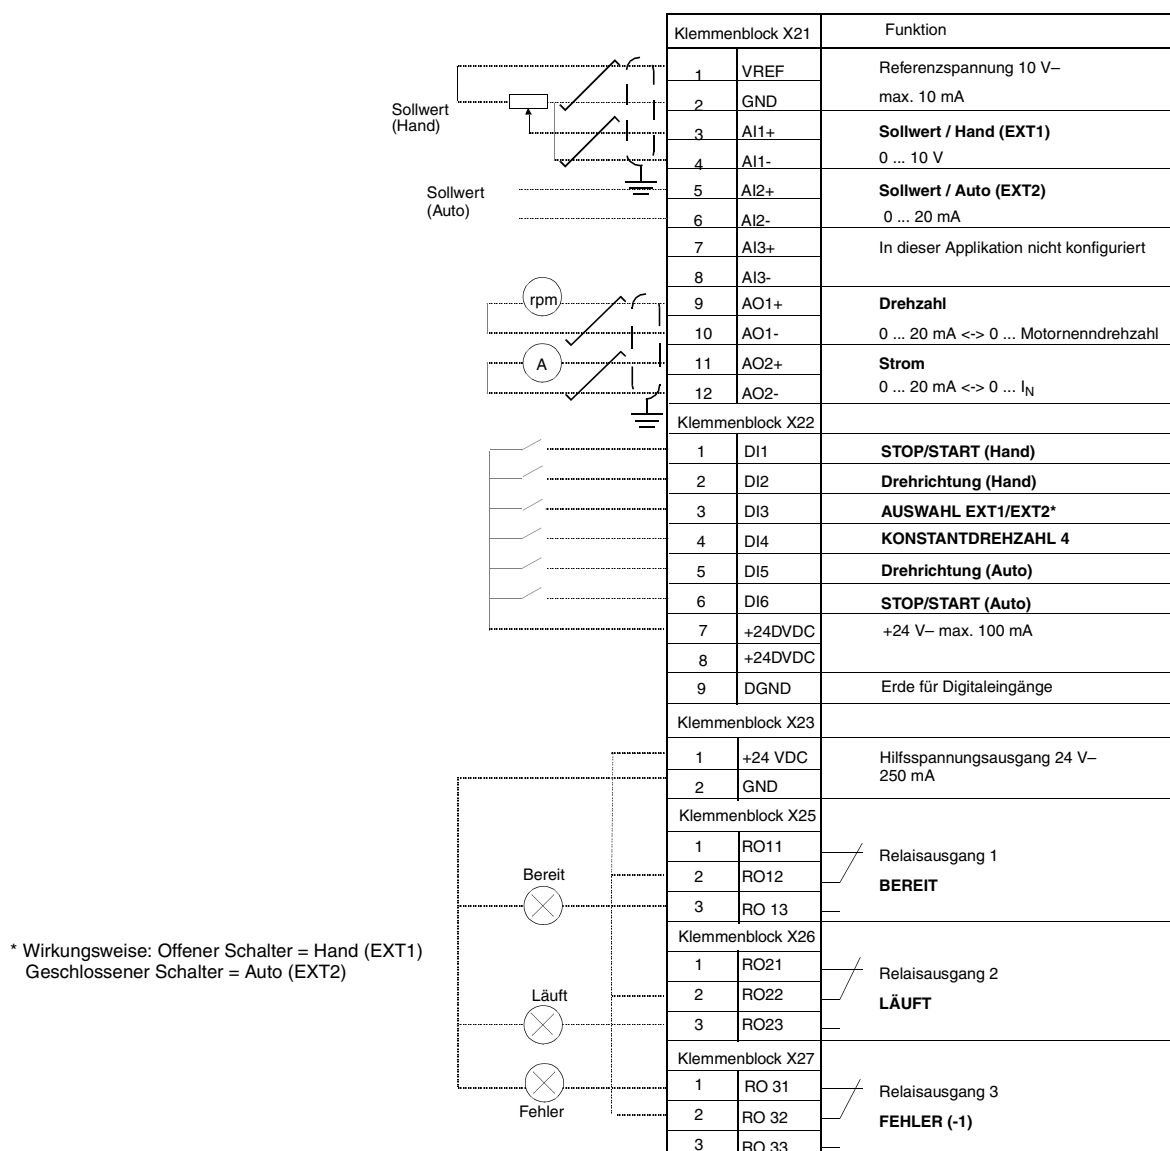 Klemmenblock X21 Funktion
1 VREF Referenzspannung 10 V–
2 GND max. 10 mA
Sollwert
(Hand)
3 AI1+ Sollwert / Hand (EXT1)
4 AI1- 0 ... 10 V
Sollwert
(Auto)
5 AI2+ Sollwert / Auto (EXT2)
6 AI2- 0 ... 20 mA
7 AI3+ In dieser Applikation nicht konfiguriert
8 AI3-
rpm
9 AO1+ Drehzahl
10 AO1- 0 ... 20 mA <-> 0 ... Motornenndrehzahl
A
11 AO2+ Strom
12 AO2- 0 ... 20 mA <-> 0 ... IN
Klemmenblock X22
1 DI1 STOP/START (Hand)
2 DI2 Drehrichtung (Hand)
3 DI3 AUSWAHL EXT1/EXT2*
4 DI4 KONSTANTDREHZAHL 4
5 DI5 Drehrichtung (Auto)
6 DI6 STOP/START (Auto)
7 +24DVDC +24 V– max. 100 mA
8 +24DVDC
9 DGND Erde für Digitaleingänge
Klemmenblock X23
1 +24 VDC Hilfsspannungsausgang 24 V–
2 GND 250 mA
Klemmenblock X25
1 RO11 Relaisausgang 1
2 RO12 BEREIT
3 RO 13
Bereit
* Wirkungsweise: Offener Schalter = Hand (EXT1)
Geschlossener Schalter = Auto (EXT2)
Klemmenblock X26
1 RO21 Relaisausgang 2
2 RO22 LÄUFT
3 RO23
Läuft
Klemmenblock X27
1 RO 31 Relaisausgang 3
2 RO 32 FEHLER (-1)
3 RO 33
Fehler